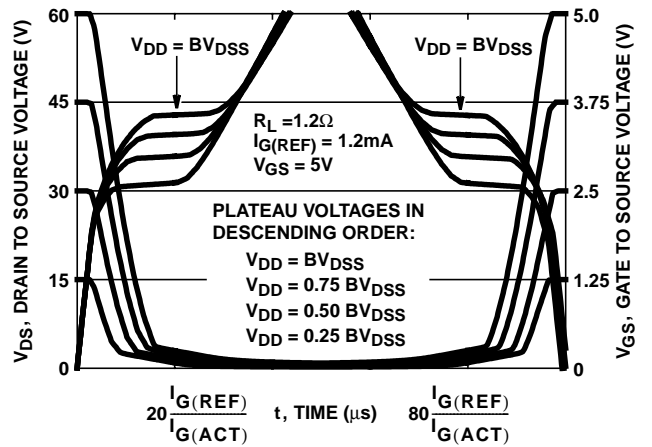 60
45
30
15
0
V_DS, DRAIN TO SOURCE VOLTAGE (V)
V_DD = BV_DSS
V_DD = BV_DSS
R_L =1.2Ω
I_G(REF) = 1.2mA
V_GS = 5V
PLATEAU VOLTAGES IN
DESCENDING ORDER:
V_DD = BV_DSS
V_DD = 0.75 BV_DSS
V_DD = 0.50 BV_DSS
V_DD = 0.25 BV_DSS
5.0
3.75
2.5
1.25
0
V_GS, GATE TO SOURCE VOLTAGE (V)
20 I_G(REF)/I_G(ACT) t, TIME (μs) 80 I_G(REF)/I_G(ACT)